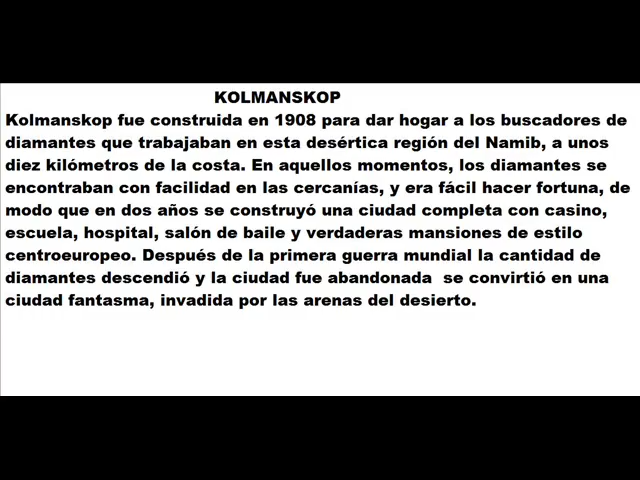 KOLMANSKOP
Kolmanskop fue construida en 1908 para dar hogar a los buscadores de
diamantes que trabajaban en esta desértica región del Namib, a unos
diez kilómetros de la costa. En aquellos momentos, los diamantes se
encontraban con facilidad en las cercanías, y era fácil hacer fortuna, de
modo que en dos años se construyó una ciudad completa con casino,
escuela, hospital, salón de baile y verdaderas mansiones de estilo
centroeuropeo. Después de la primera guerra mundial la cantidad de
diamantes descendió y la ciudad fue abandonada  se convirtió en una
ciudad fantasma, invadida por las arenas del desierto.